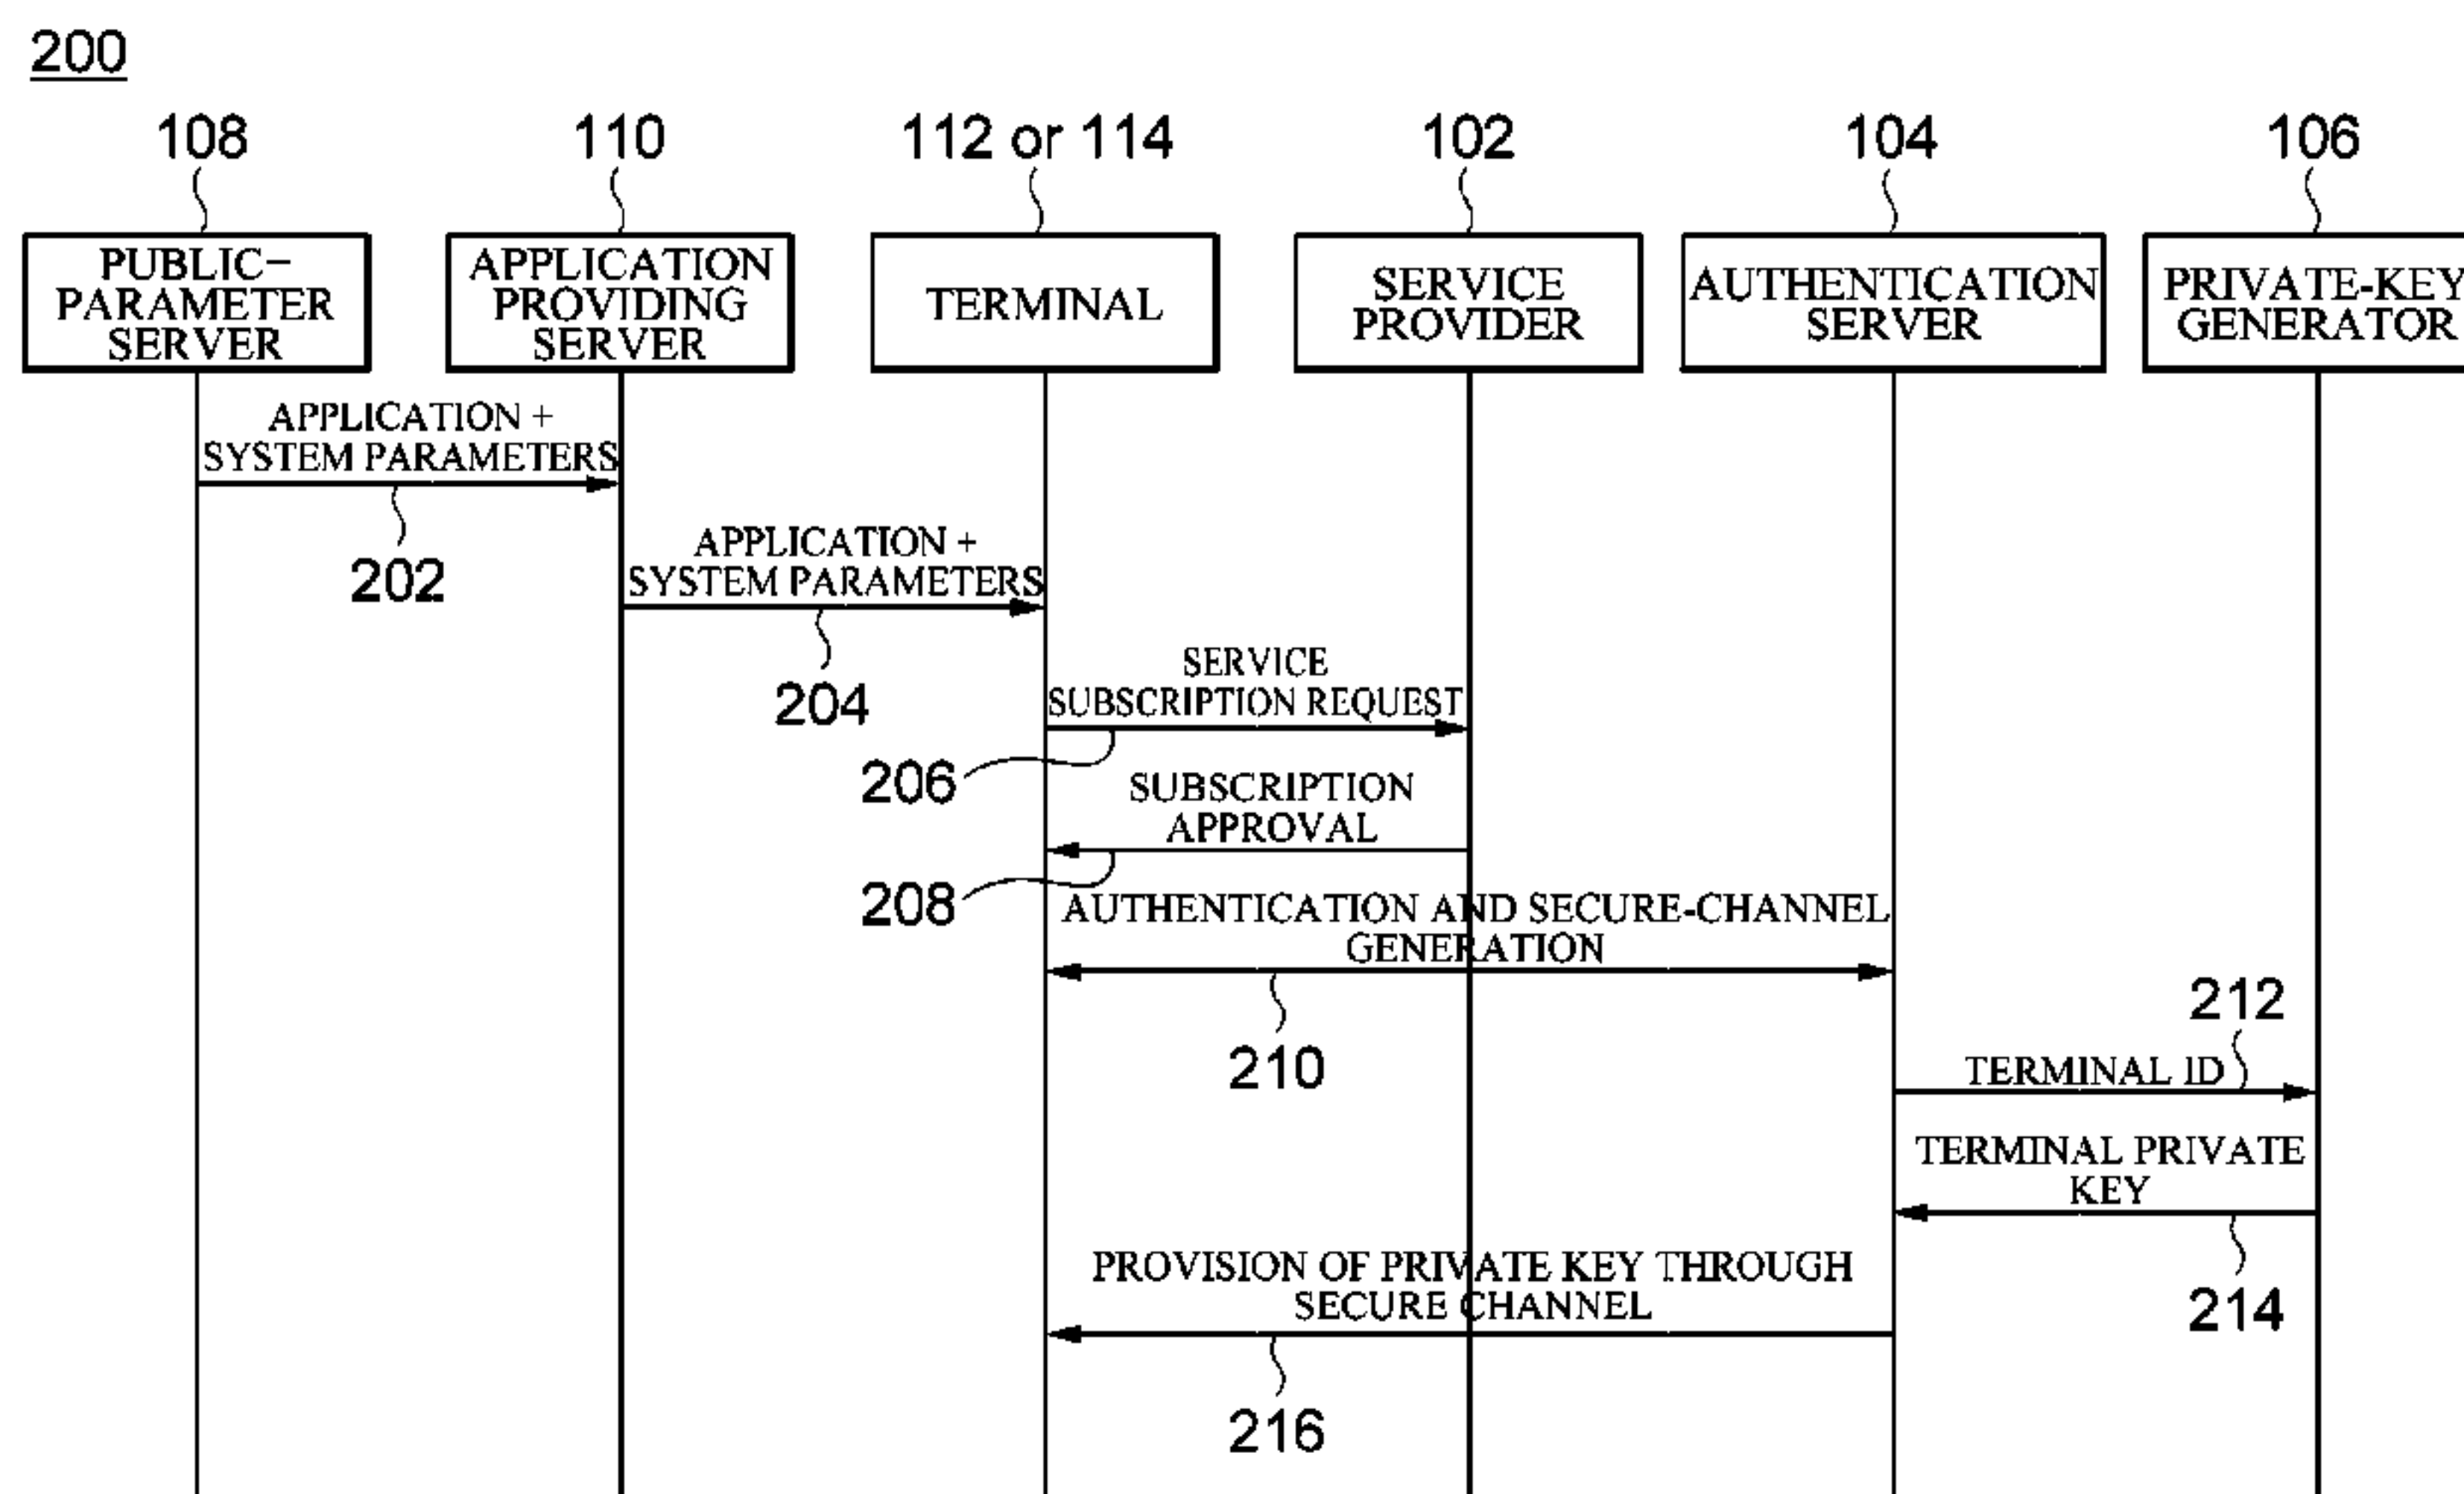 200
108
110
112 or 114
102
104
106
PUBLIC-
PARAMETER
SERVER
APPLICATION
PROVIDING
SERVER
TERMINAL
SERVICE
PROVIDER
AUTHENTICATION
SERVER
PRIVATE-KEY
GENERATOR
APPLICATION +
SYSTEM PARAMETERS
202
APPLICATION +
SYSTEM PARAMETERS
204
SERVICE
SUBSCRIPTION REQUEST
206
SUBSCRIPTION
APPROVAL
208
AUTHENTICATION AND SECURE-CHANNEL
GENERATION
210
212
TERMINAL ID
TERMINAL PRIVATE
KEY
214
PROVISION OF PRIVATE KEY THROUGH
SECURE CHANNEL
216